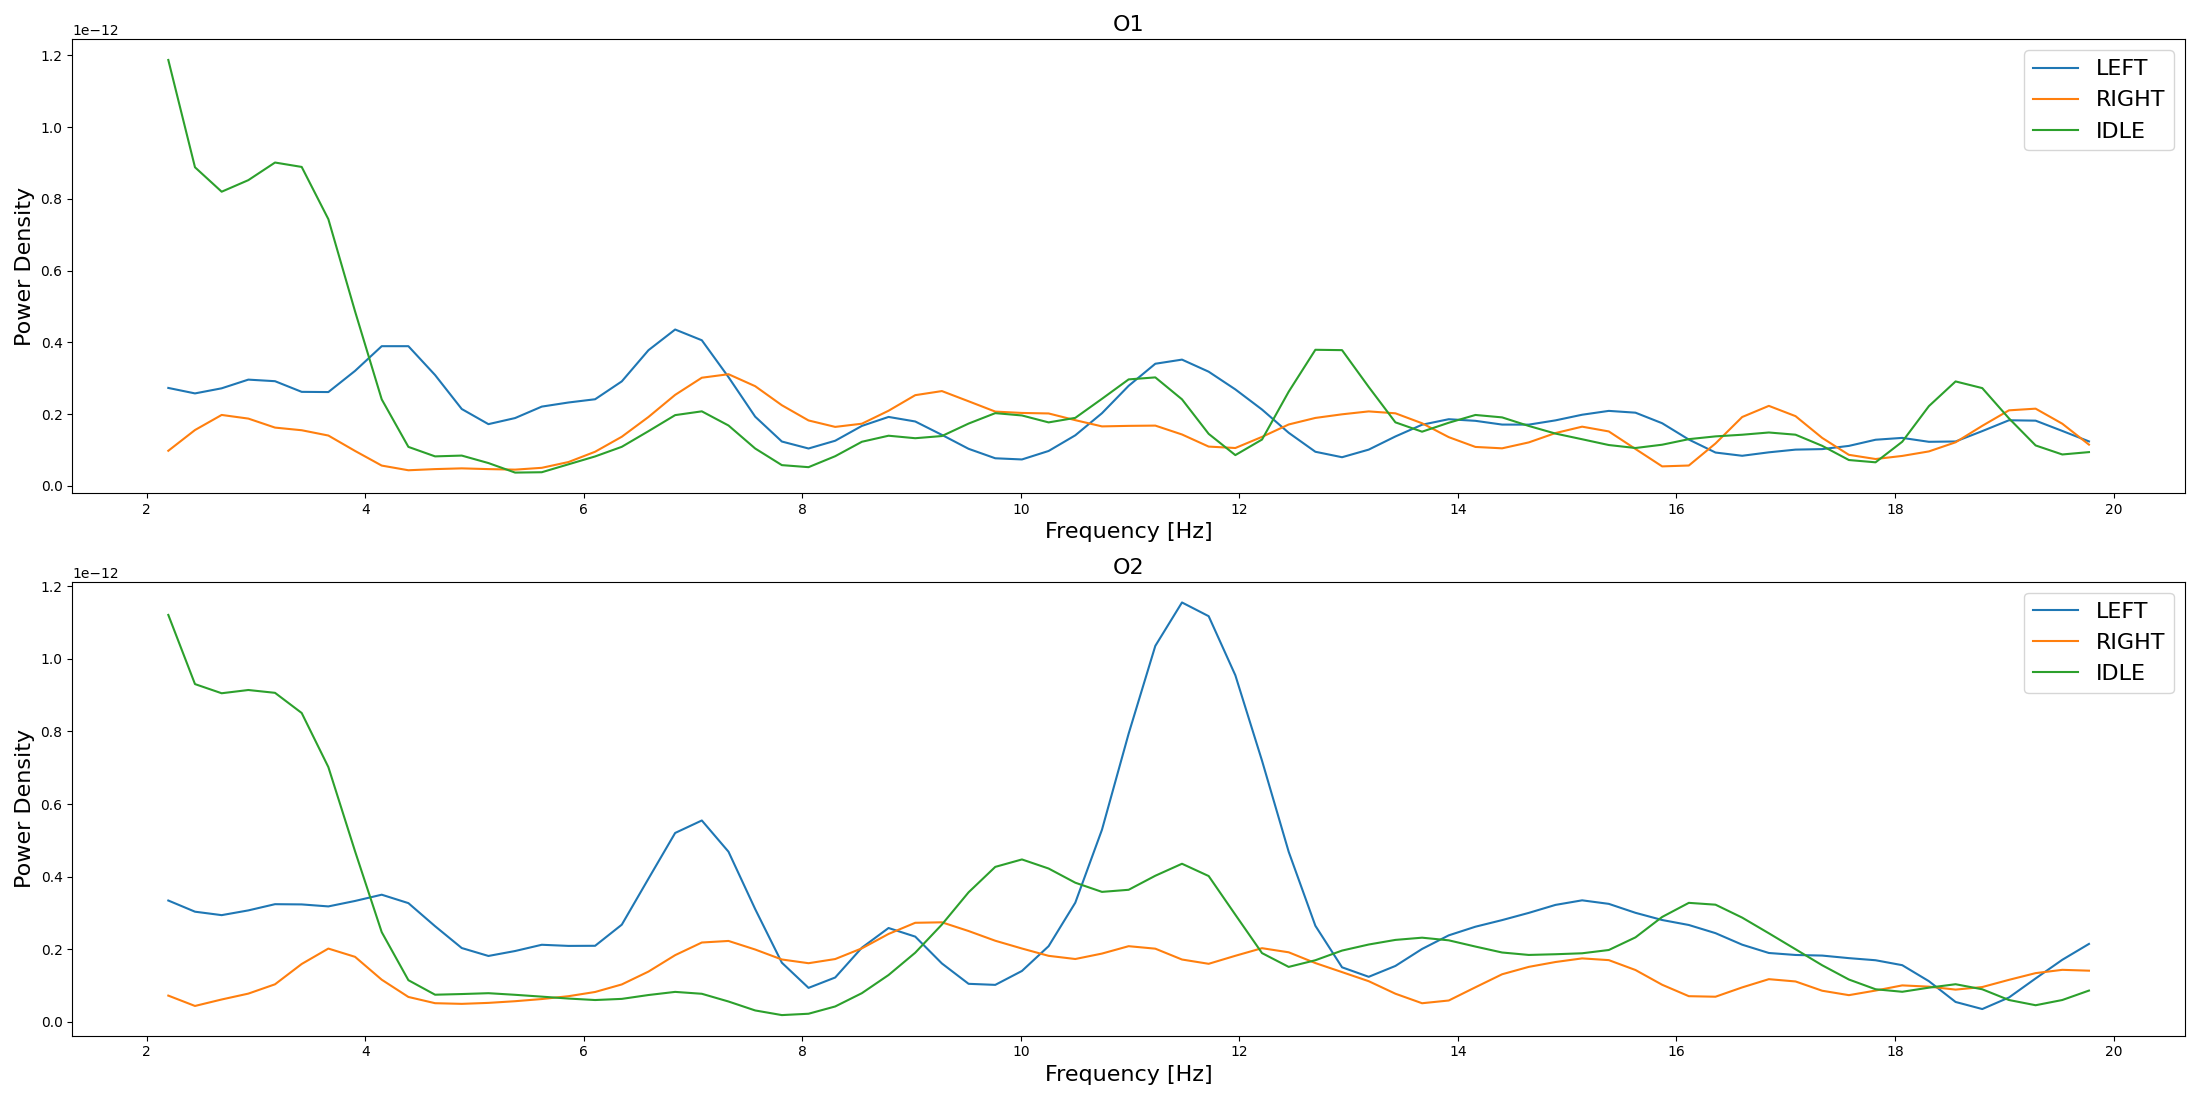 O1
1e−12
1.2
1.0
0.8
0.6
0.4
0.2
0.0
Power Density
LEFT
RIGHT
IDLE
2 4 6 8 10 12 14 16 18 20
Frequency [Hz]
O2
1e−12
1.2
1.0
0.8
0.6
0.4
0.2
0.0
Power Density
LEFT
RIGHT
IDLE
2 4 6 8 10 12 14 16 18 20
Frequency [Hz]